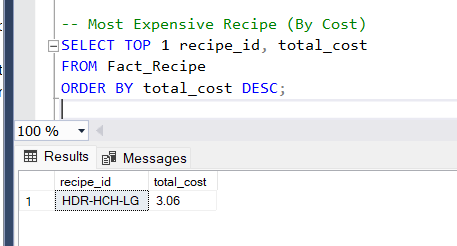 -- Most Expensive Recipe (By Cost)
SELECT TOP 1 recipe_id, total_cost
FROM Fact_Recipe
ORDER BY total_cost DESC;
100 %
Results Messages
recipe_id total_cost
1 HDR-HCH-LG 3.06